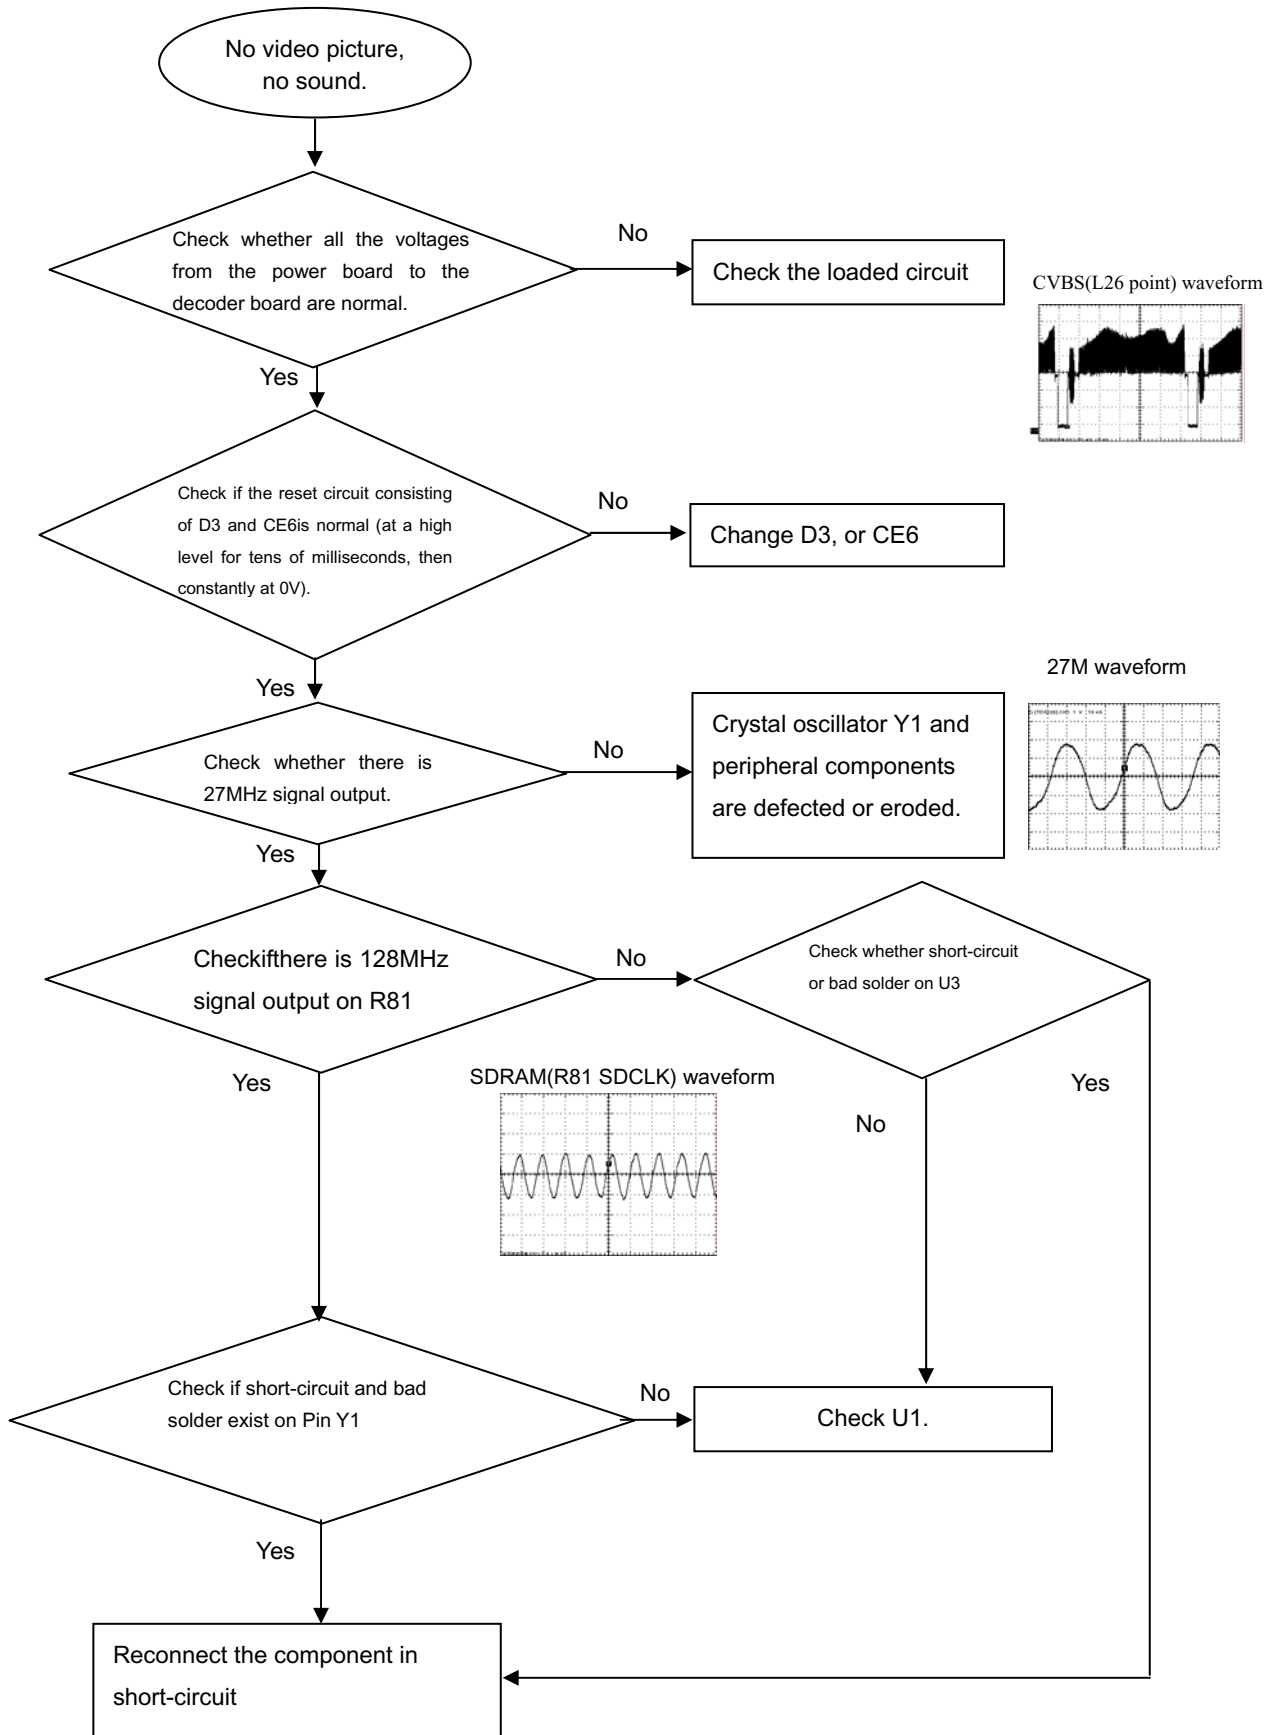 No video picture,
no sound.
Check whether all the voltages
from the power board to the
decoder board are normal.
No
Check the loaded circuit
CVBS(L26 point) waveform
Yes
Check if the reset circuit consisting
of D3 and CE6is normal (at a high
level for tens of milliseconds, then
constantly at 0V).
No
Change D3, or CE6
Yes
27M waveform
Check whether there is
27MHz signal output.
No
Crystal oscillator Y1 and
peripheral components
are defected or eroded.
Yes
Checkifthere is 128MHz
signal output on R81
No
Check whether short-circuit
or bad solder on U3
Yes
SDRAM(R81 SDCLK) waveform
Yes
No
Check if short-circuit and bad
solder exist on Pin Y1
No
Check U1.
Yes
Reconnect the component in
short-circuit